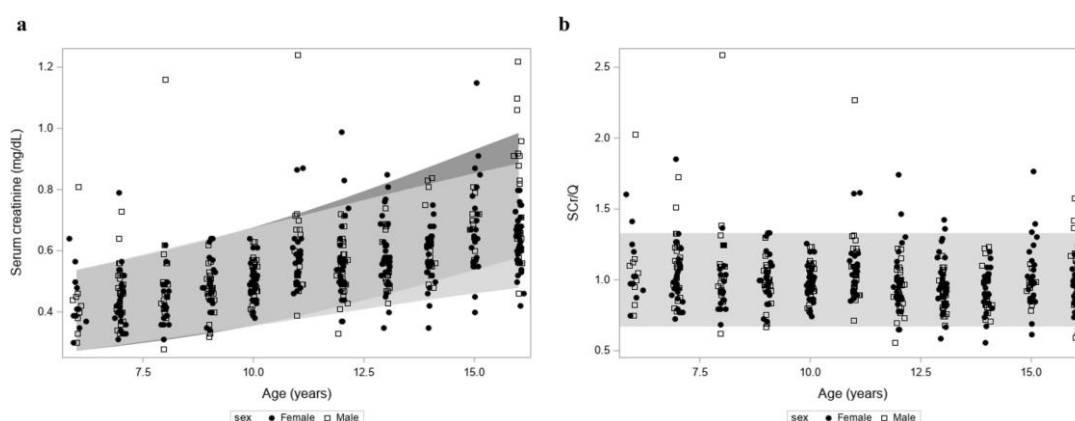 a
b
Serum creatinine (mg/dL)
1.2
1.0
0.8
0.6
0.4
7.5 10.0 12.5 15.0
Age (years)
sex Female Male
SCr/Q
2.5
2.0
1.5
1.0
0.5
7.5 10.0 12.5 15.0
Age (years)
sex Female Male